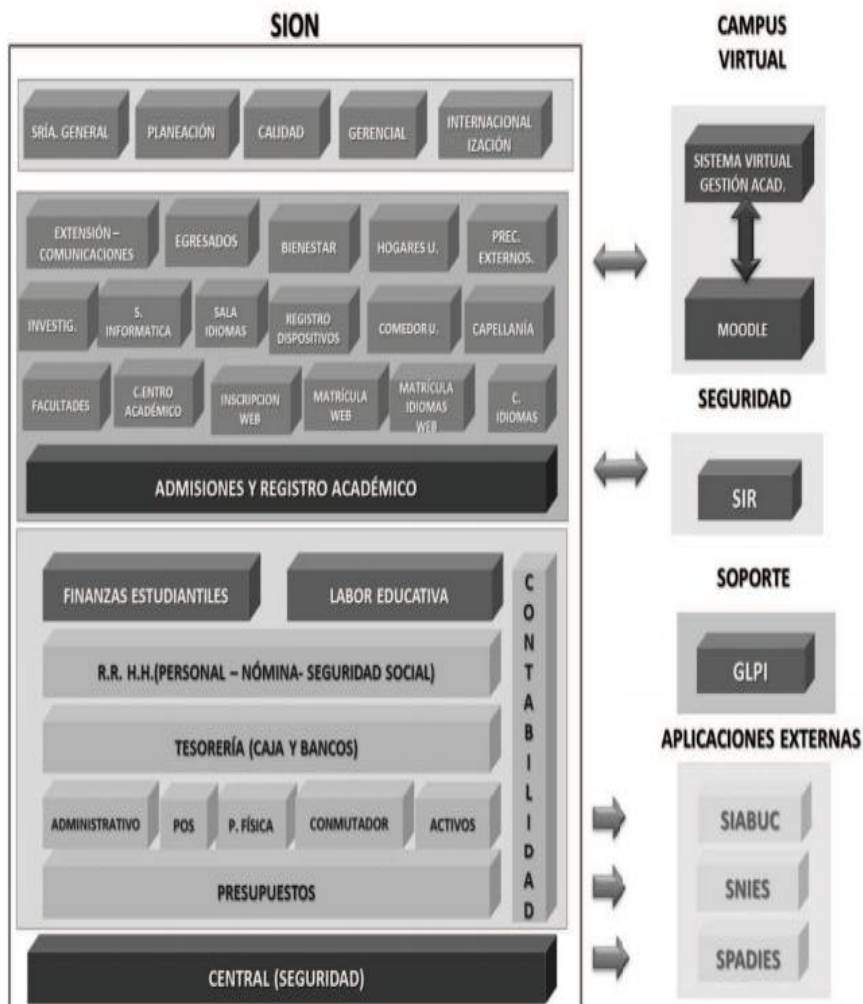 SION
SRÍA. GENERAL
PLANEACIÓN
CALIDAD
GERENCIAL
INTERNACIONAL
IZACIÓN
EXTENSIÓN –
COMUNICACIONES
EGRESADOS
BIENESTAR
HOGARES U.
PREC.
EXTERNOS.
INVESTIG.
S.
INFORMATICA
SALA
IDIOMAS
REGISTRO
DISPOSITIVOS
COMEDOR U.
CAPELLANÍA
FACULTADES
C.ENTRO
ACADÉMICO
INSCRIPCION
WEB
MATRÍCULA
WEB
MATRÍCULA
IDIOMAS
WEB
C.
IDIOMAS
ADMISIONES Y REGISTRO ACADÉMICO
FINANZAS ESTUDIANTILES
LABOR EDUCATIVA
R.R. H.H.(PERSONAL – NÓMINA- SEGURIDAD SOCIAL)
TESORERÍA (CAJA Y BANCOS)
ADMINISTRATIVO
POS
P. FÍSICA
CONMUTADOR
ACTIVOS
PRESUPUESTOS
C
O
N
T
A
B
I
L
I
D
A
D
CENTRAL (SEGURIDAD)
CAMPUS
VIRTUAL
SISTEMA VIRTUAL
GESTIÓN ACAD.
MOODLE
SEGURIDAD
SIR
SOPORTE
GLPI
APLICACIONES EXTERNAS
SIABUC
SNIES
SPADIES